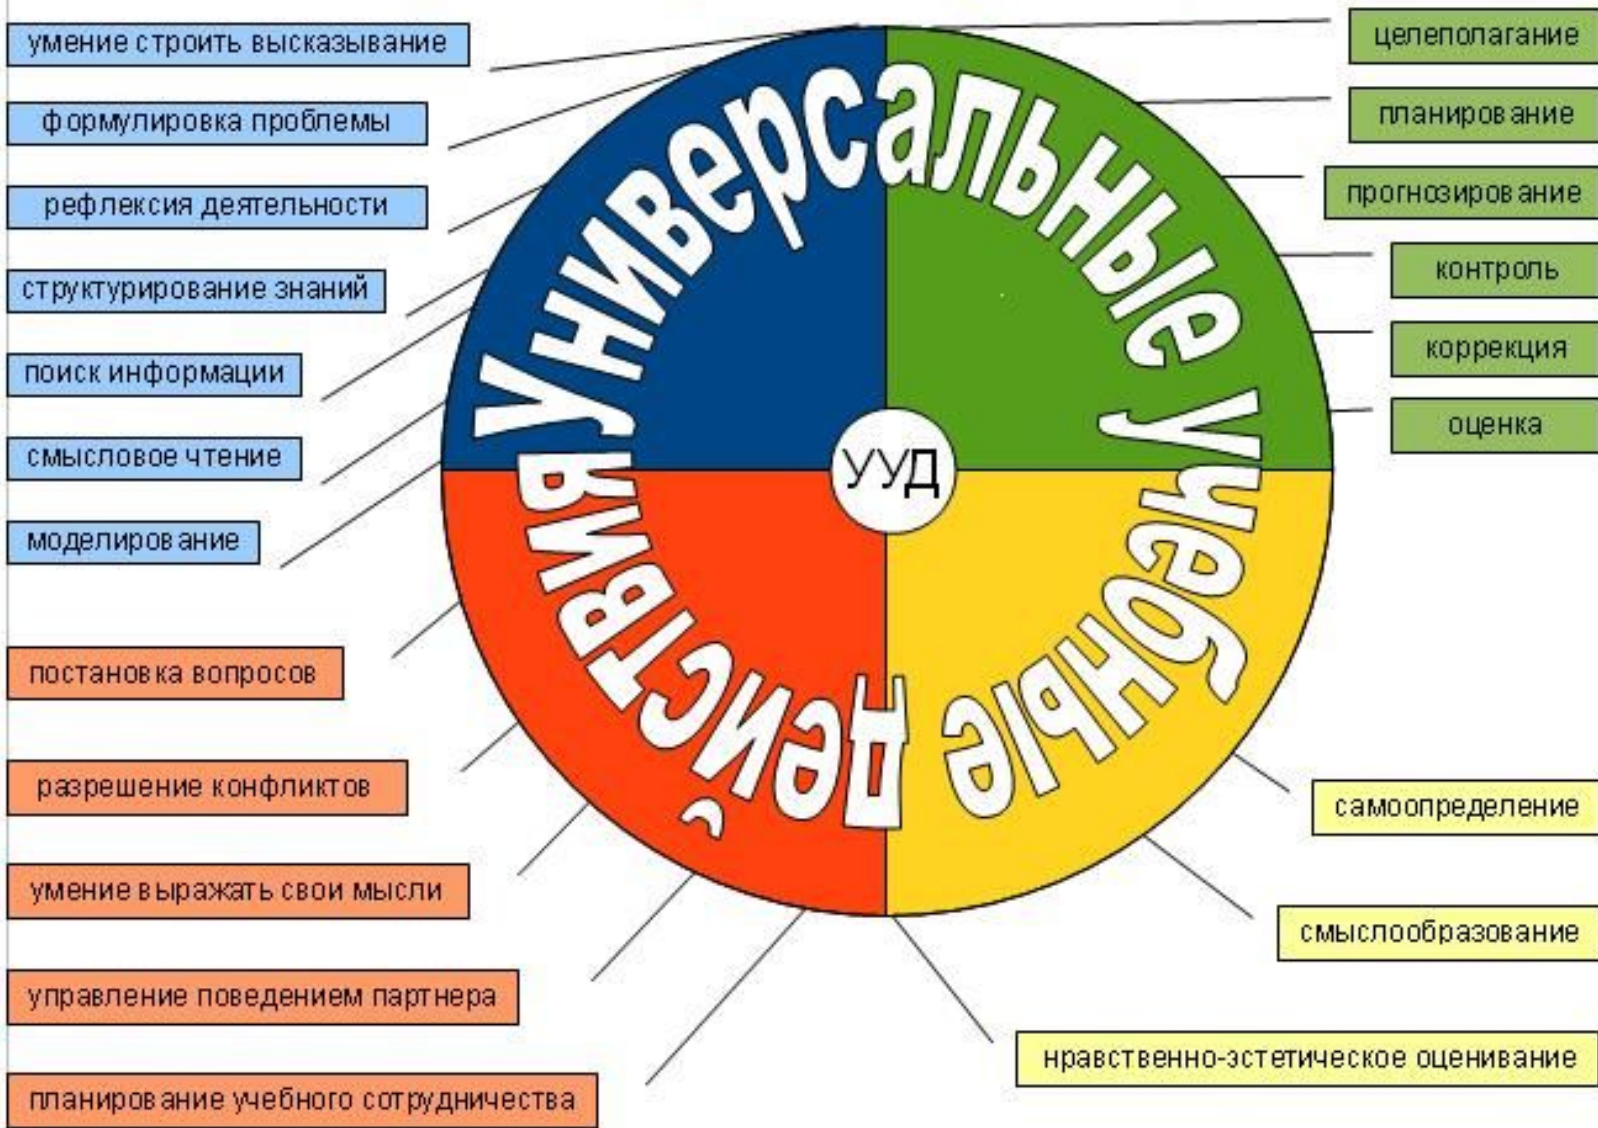 умение строить высказывание
формулировка проблемы
рефлексия деятельности
структурирование знаний
поиск информации
смысловое чтение
моделирование
постановка вопросов
разрешение конфликтов
умение выражать свои мысли
управление поведением партнера
планирование учебного сотрудничества
Универсальные учебные действия
УУД
целеполагание
планирование
прогнозирование
контроль
коррекция
оценка
самоопределение
смыслообразование
нравственно-эстетическое оценивание